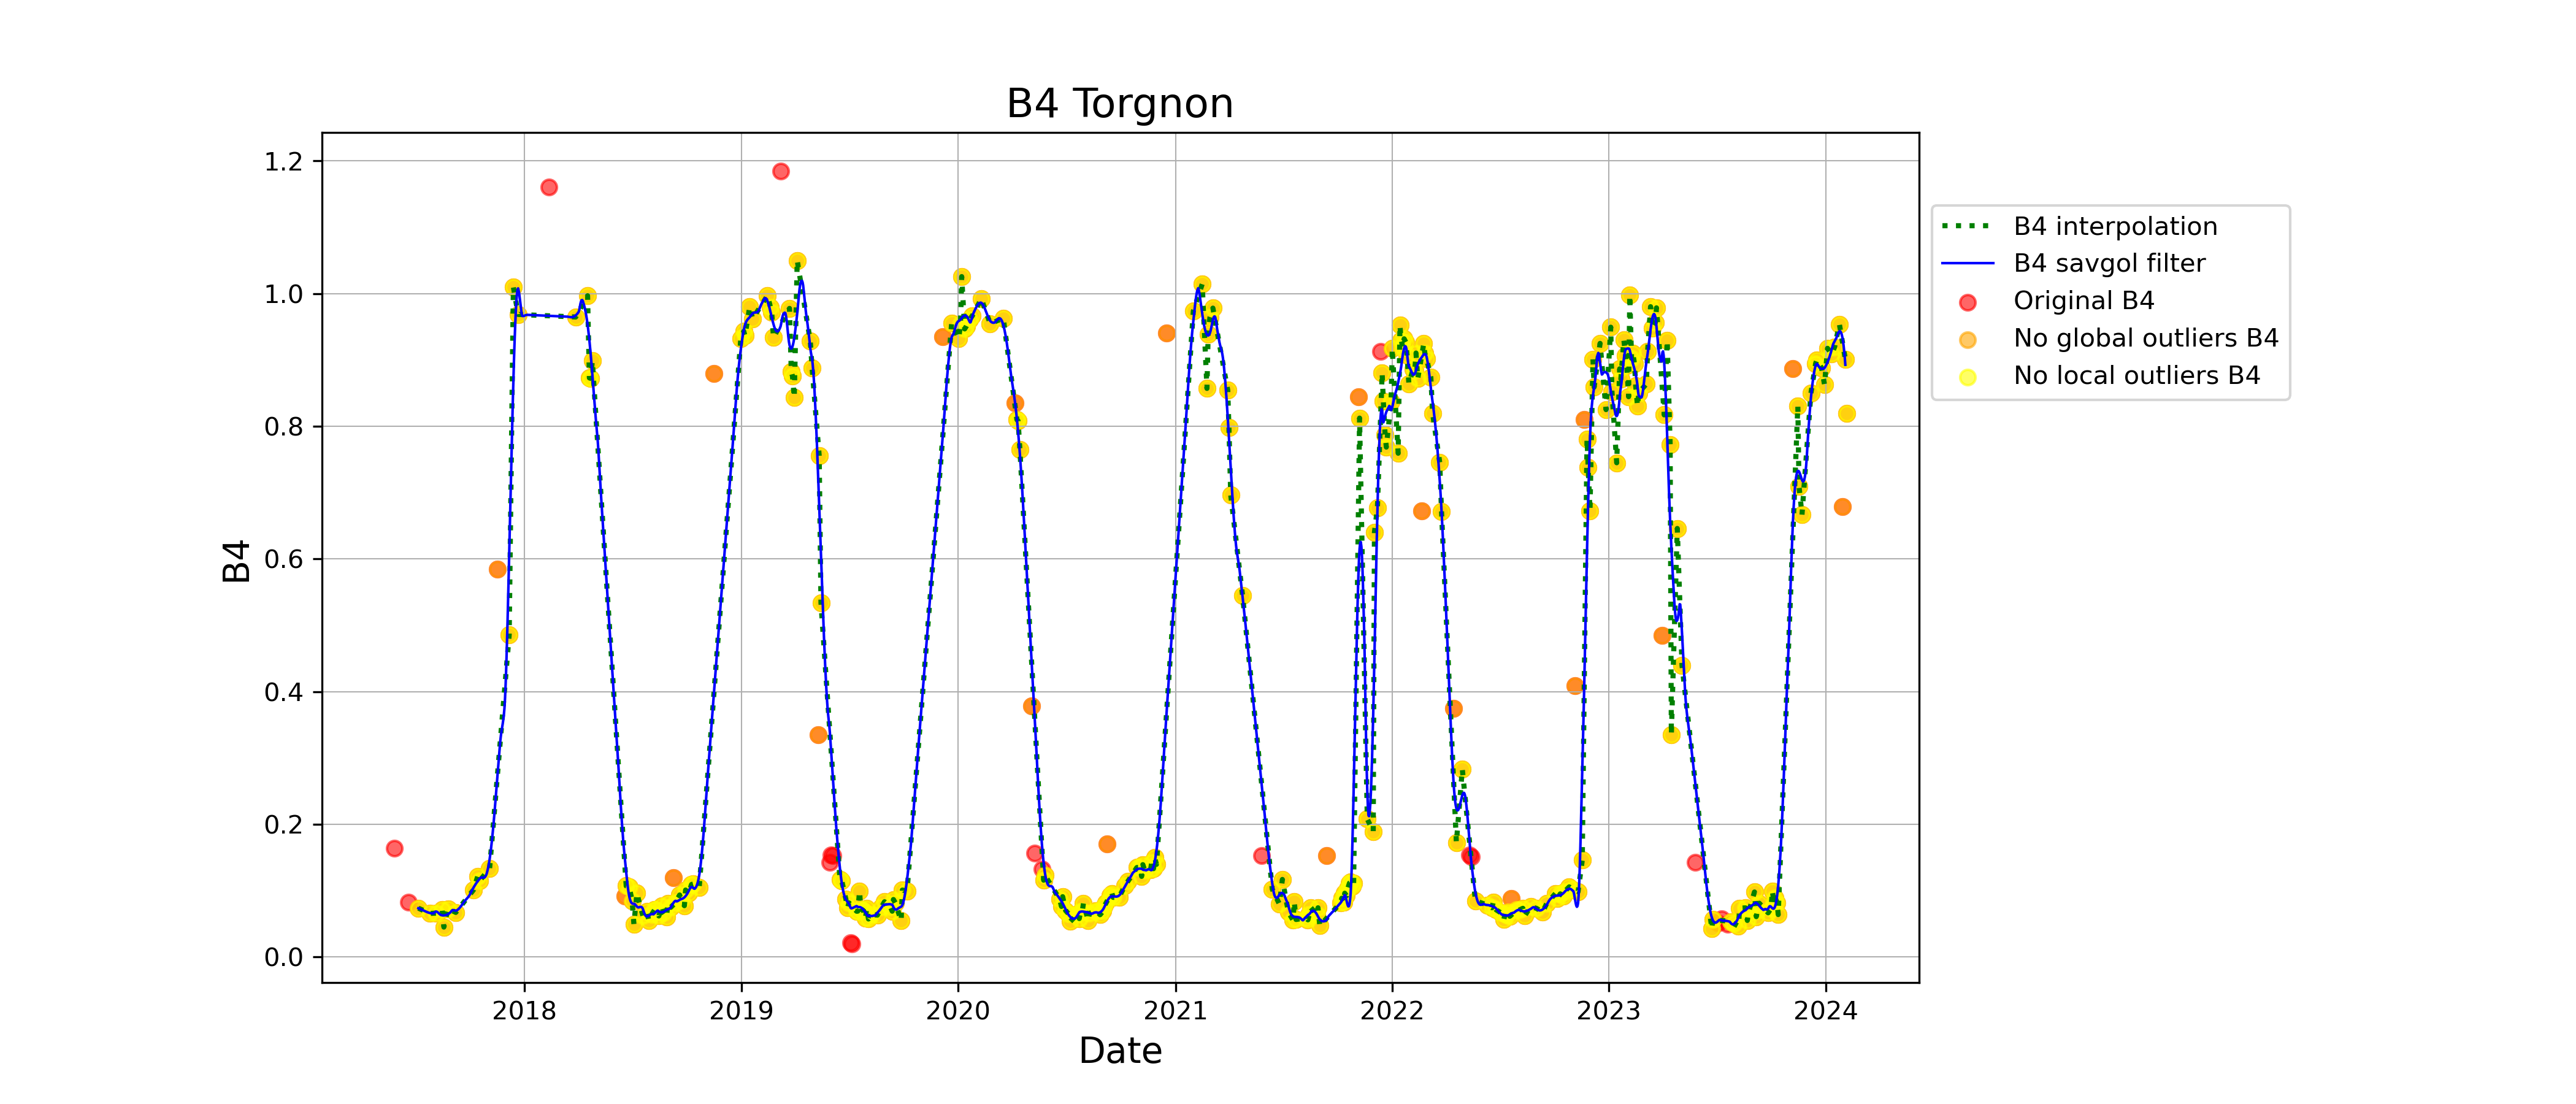 B4 Torgnon
1.2
1.0
0.8
0.6
0.4
0.2
0.0
B4
2018 2019 2020 2021 2022 2023 2024
Date
B4 interpolation
B4 savgol filter
Original B4
No global outliers B4
No local outliers B4